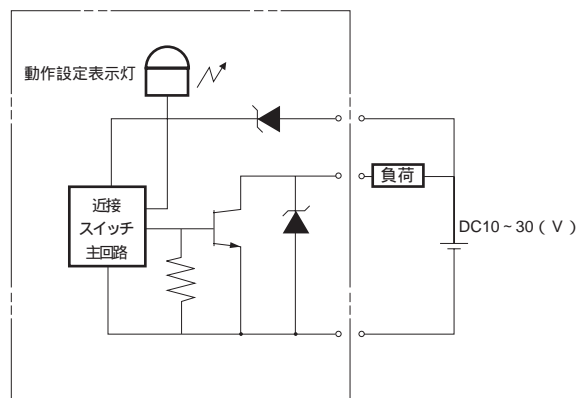 動作設定表示灯
負荷
近接
スイッチ
主回路
DC10~30(V)